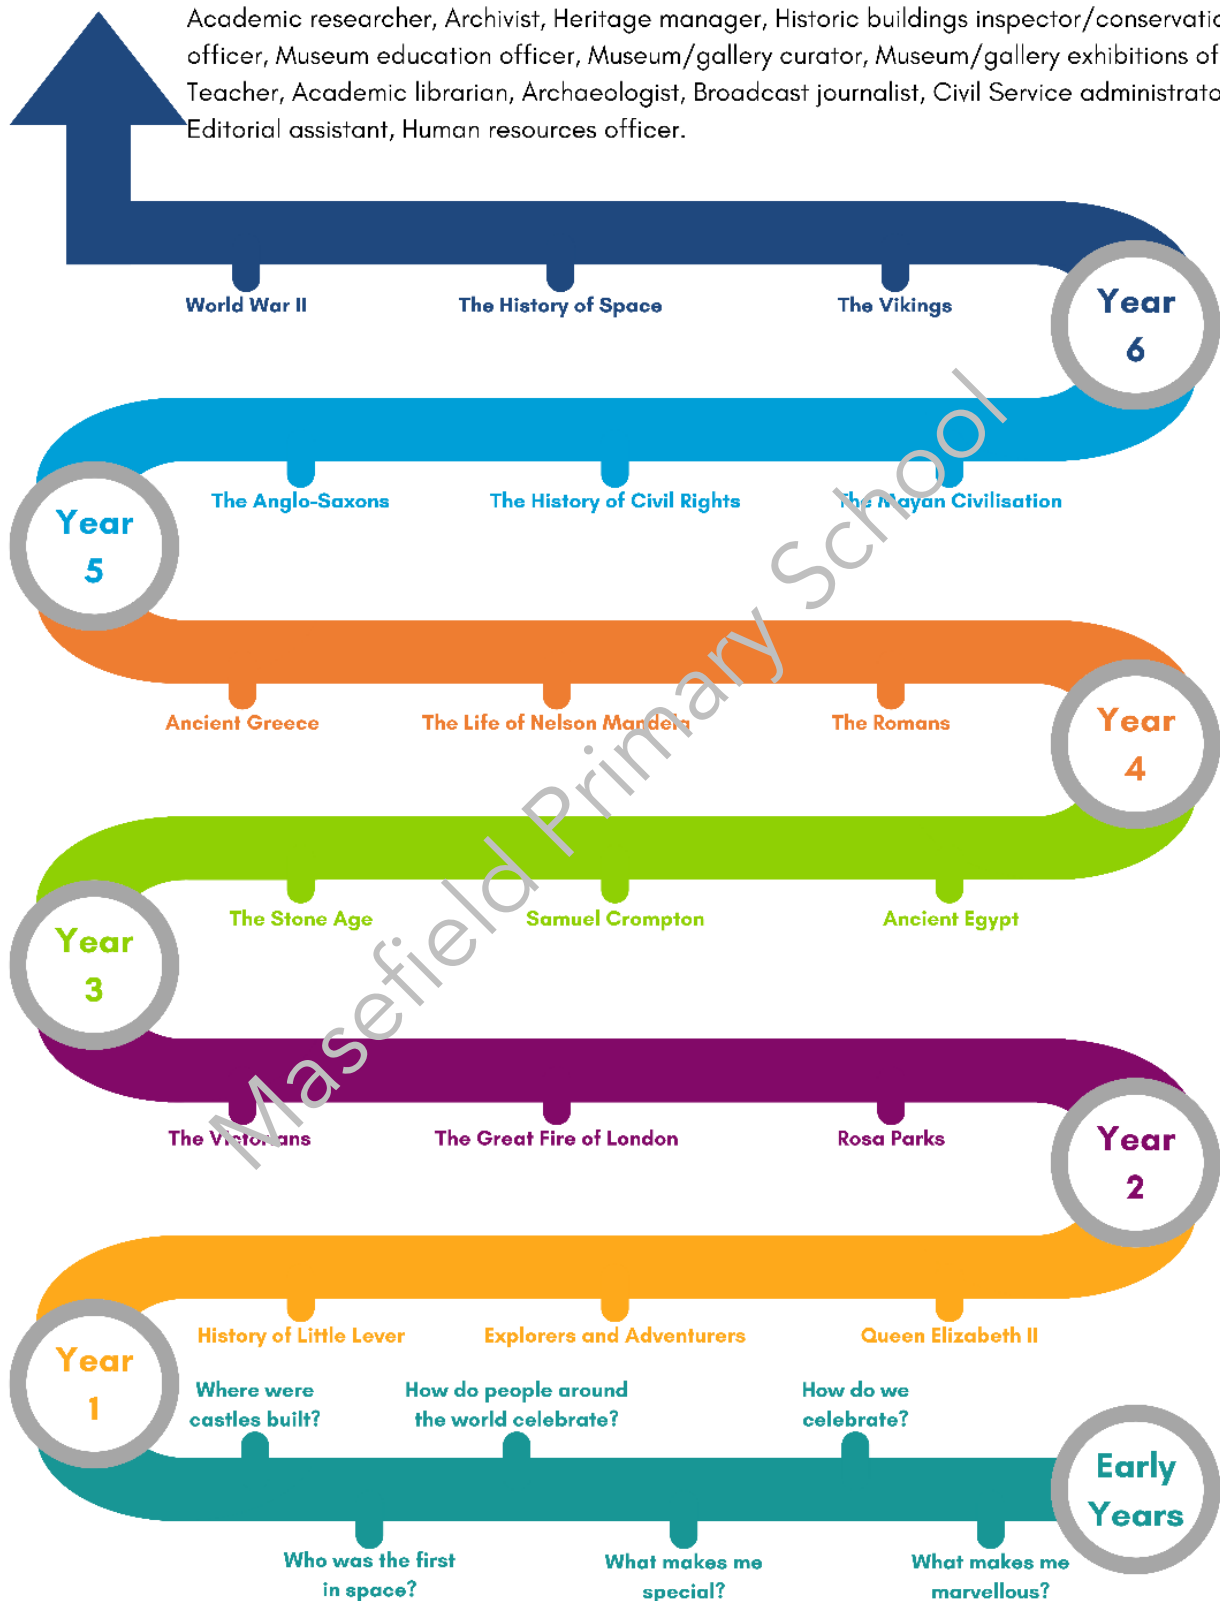 Academic researcher, Archivist, Heritage manager, Historic buildings inspector/conservatio
officer, Museum education officer, Museum/gallery curator, Museum/gallery exhibitions of
Teacher, Academic librarian, Archaeologist, Broadcast journalist, Civil Service administrato
Editorial assistant, Human resources officer.
World War II
The History of Space
The Vikings
Year
6
The Anglo-Saxons
The History of Civil Rights
The Mayan Civilisation
Year
5
Ancient Greece
The Life of Nelson Mandela
The Romans
Year
4
The Stone Age
Samuel Crompton
Ancient Egypt
Year
3
The Victorians
The Great Fire of London
Rosa Parks
Year
2
History of Little Lever
Explorers and Adventurers
Queen Elizabeth II
Year
1
Where were
castles built?
How do people around
the world celebrate?
How do we
celebrate?
Early
Years
Who was the first
in space?
What makes me
special?
What makes me
marvellous?
Masefield Primary School